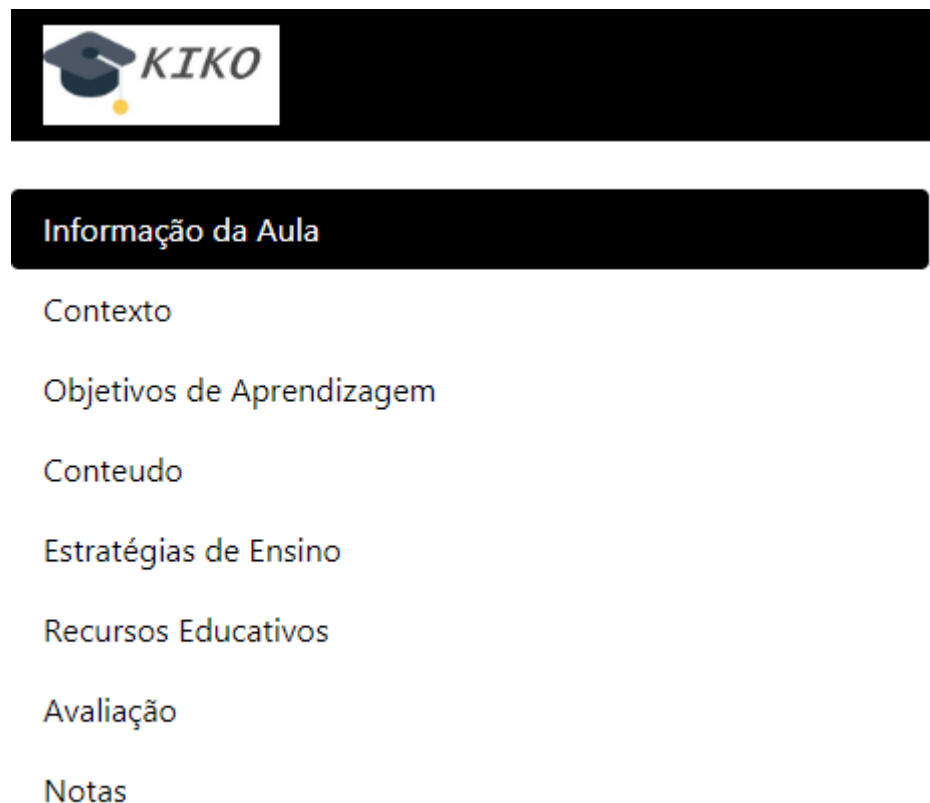 KIKO
Informação da Aula
Contexto
Objetivos de Aprendizagem
Conteudo
Estratégias de Ensino
Recursos Educativos
Avaliação
Notas